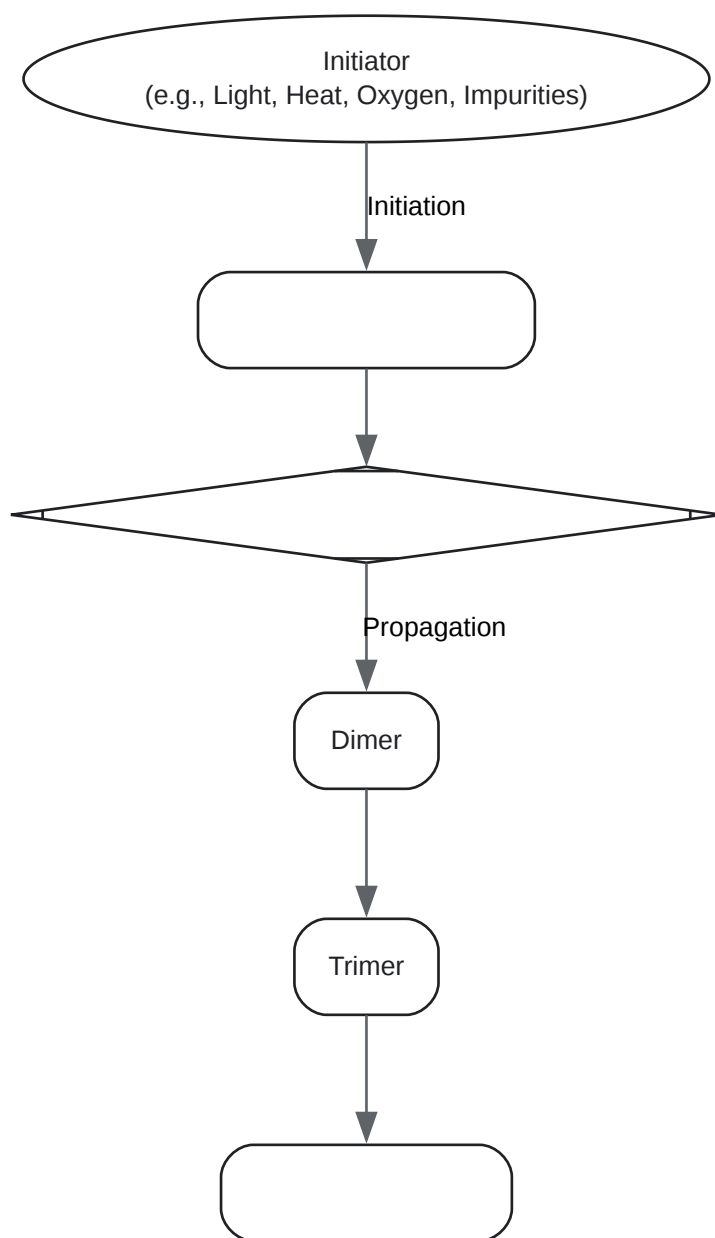 Initiator
(e.g., Light, Heat, Oxygen, Impurities)
Initiation
Propagation
Dimer
Trimer